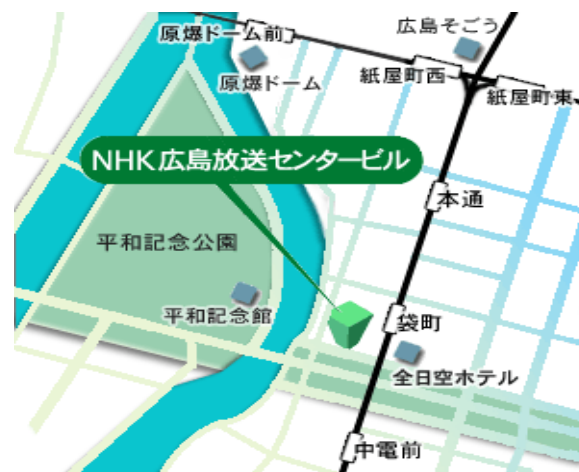 原爆ドーム前
広島そごう
原爆ドーム
紙屋町西
紙屋町東
NHK広島放送センタービル
本通
平和記念公園
平和記念館
袋町
全日空ホテル
中電前